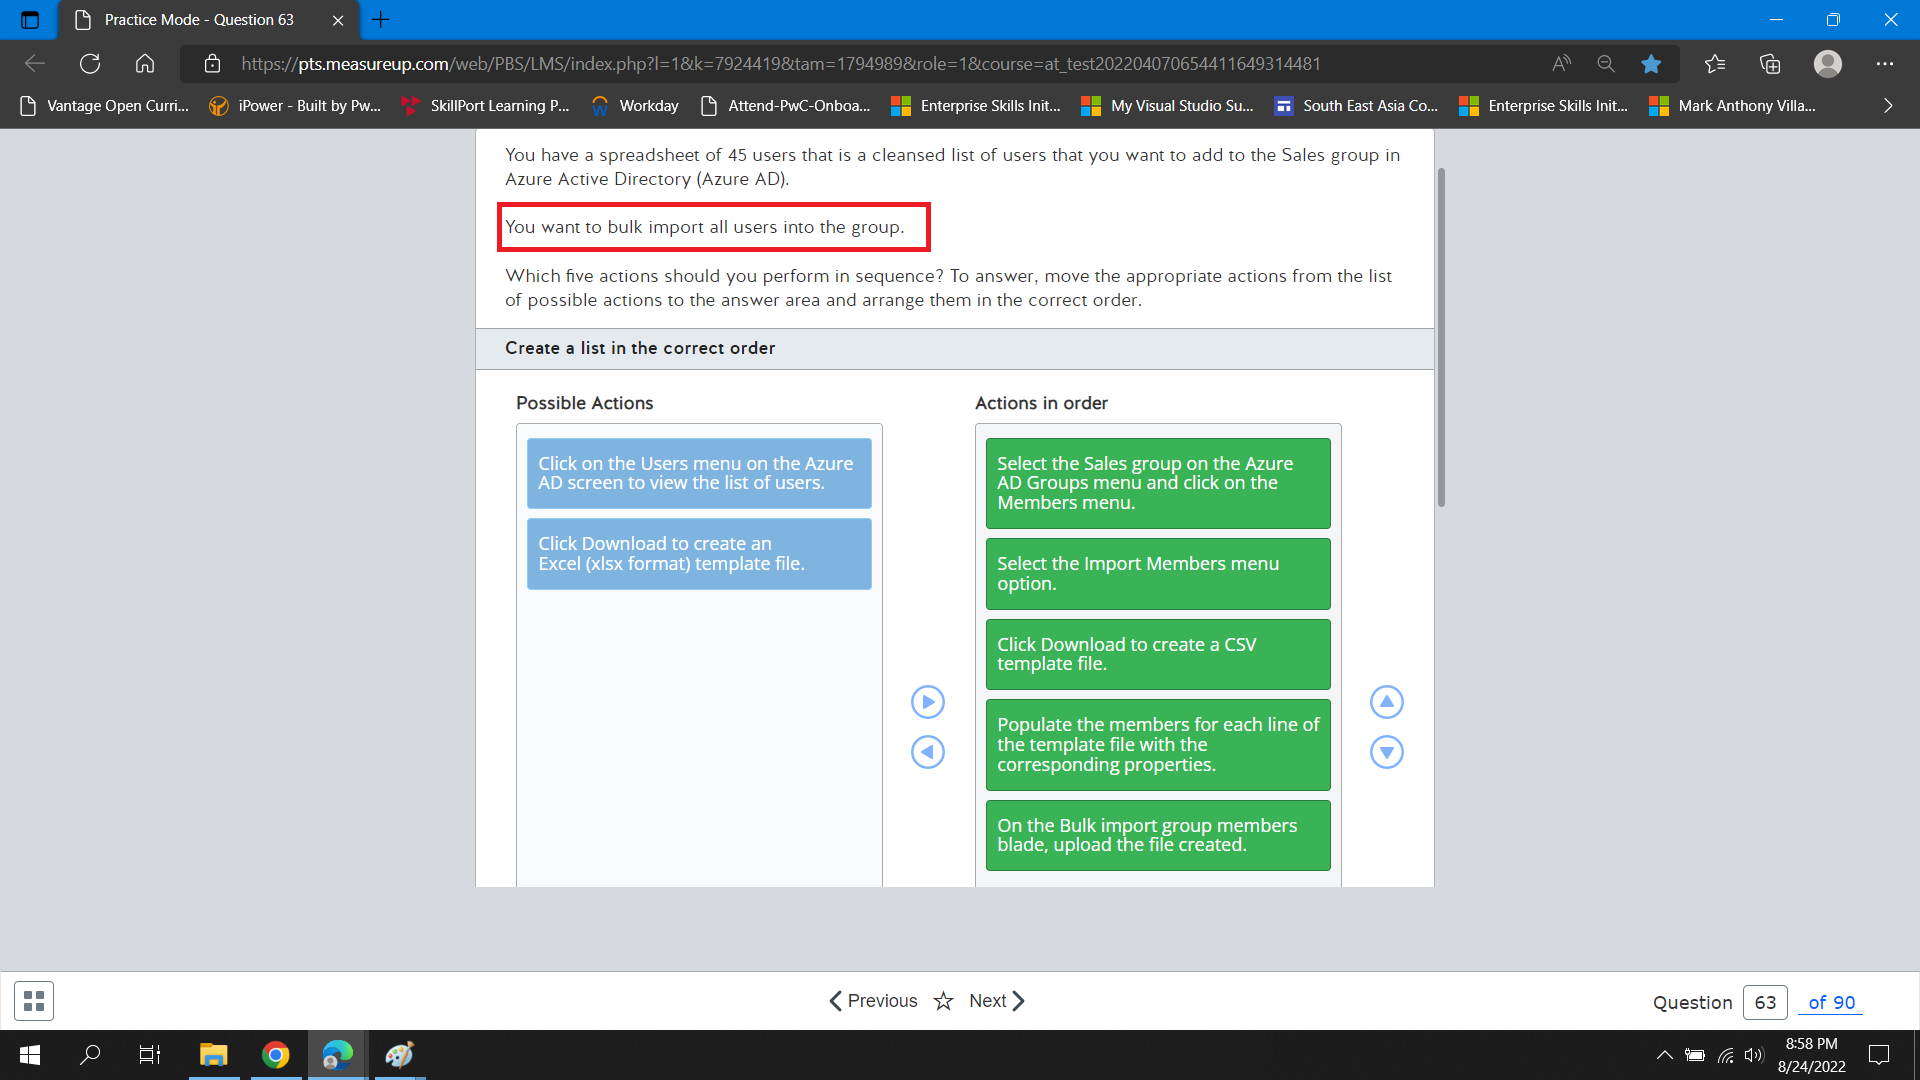 Practice Mode - Question 63
https://pts.measureup.com/web/PBS/LMS/index.php?l=1&k=7924419&tam=1794989&role=1&course=at_test202204070654411649314481
Vantage Open Curri... iPower - Built by Pw... SkillPort Learning P... Workday Attend-PwC-Onboa... Enterprise Skills Init... My Visual Studio Su... South East Asia Co... Enterprise Skills Init... Mark Anthony Villa...
You have a spreadsheet of 45 users that is a cleansed list of users that you want to add to the Sales group in
Azure Active Directory (Azure AD).
You want to bulk import all users into the group.
Which five actions should you perform in sequence? To answer, move the appropriate actions from the list
of possible actions to the answer area and arrange them in the correct order.
Create a list in the correct order
Possible Actions
Click on the Users menu on the Azure
AD screen to view the list of users.
Click Download to create an
Excel (xlsx format) template file.
Actions in order
Select the Sales group on the Azure
AD Groups menu and click on the
Members menu.
Select the Import Members menu
option.
Click Download to create a CSV
template file.
Populate the members for each line of
the template file with the
corresponding properties.
On the Bulk import group members
blade, upload the file created.
Previous Next
Question 63 of 90
8:58 PM
8/24/2022